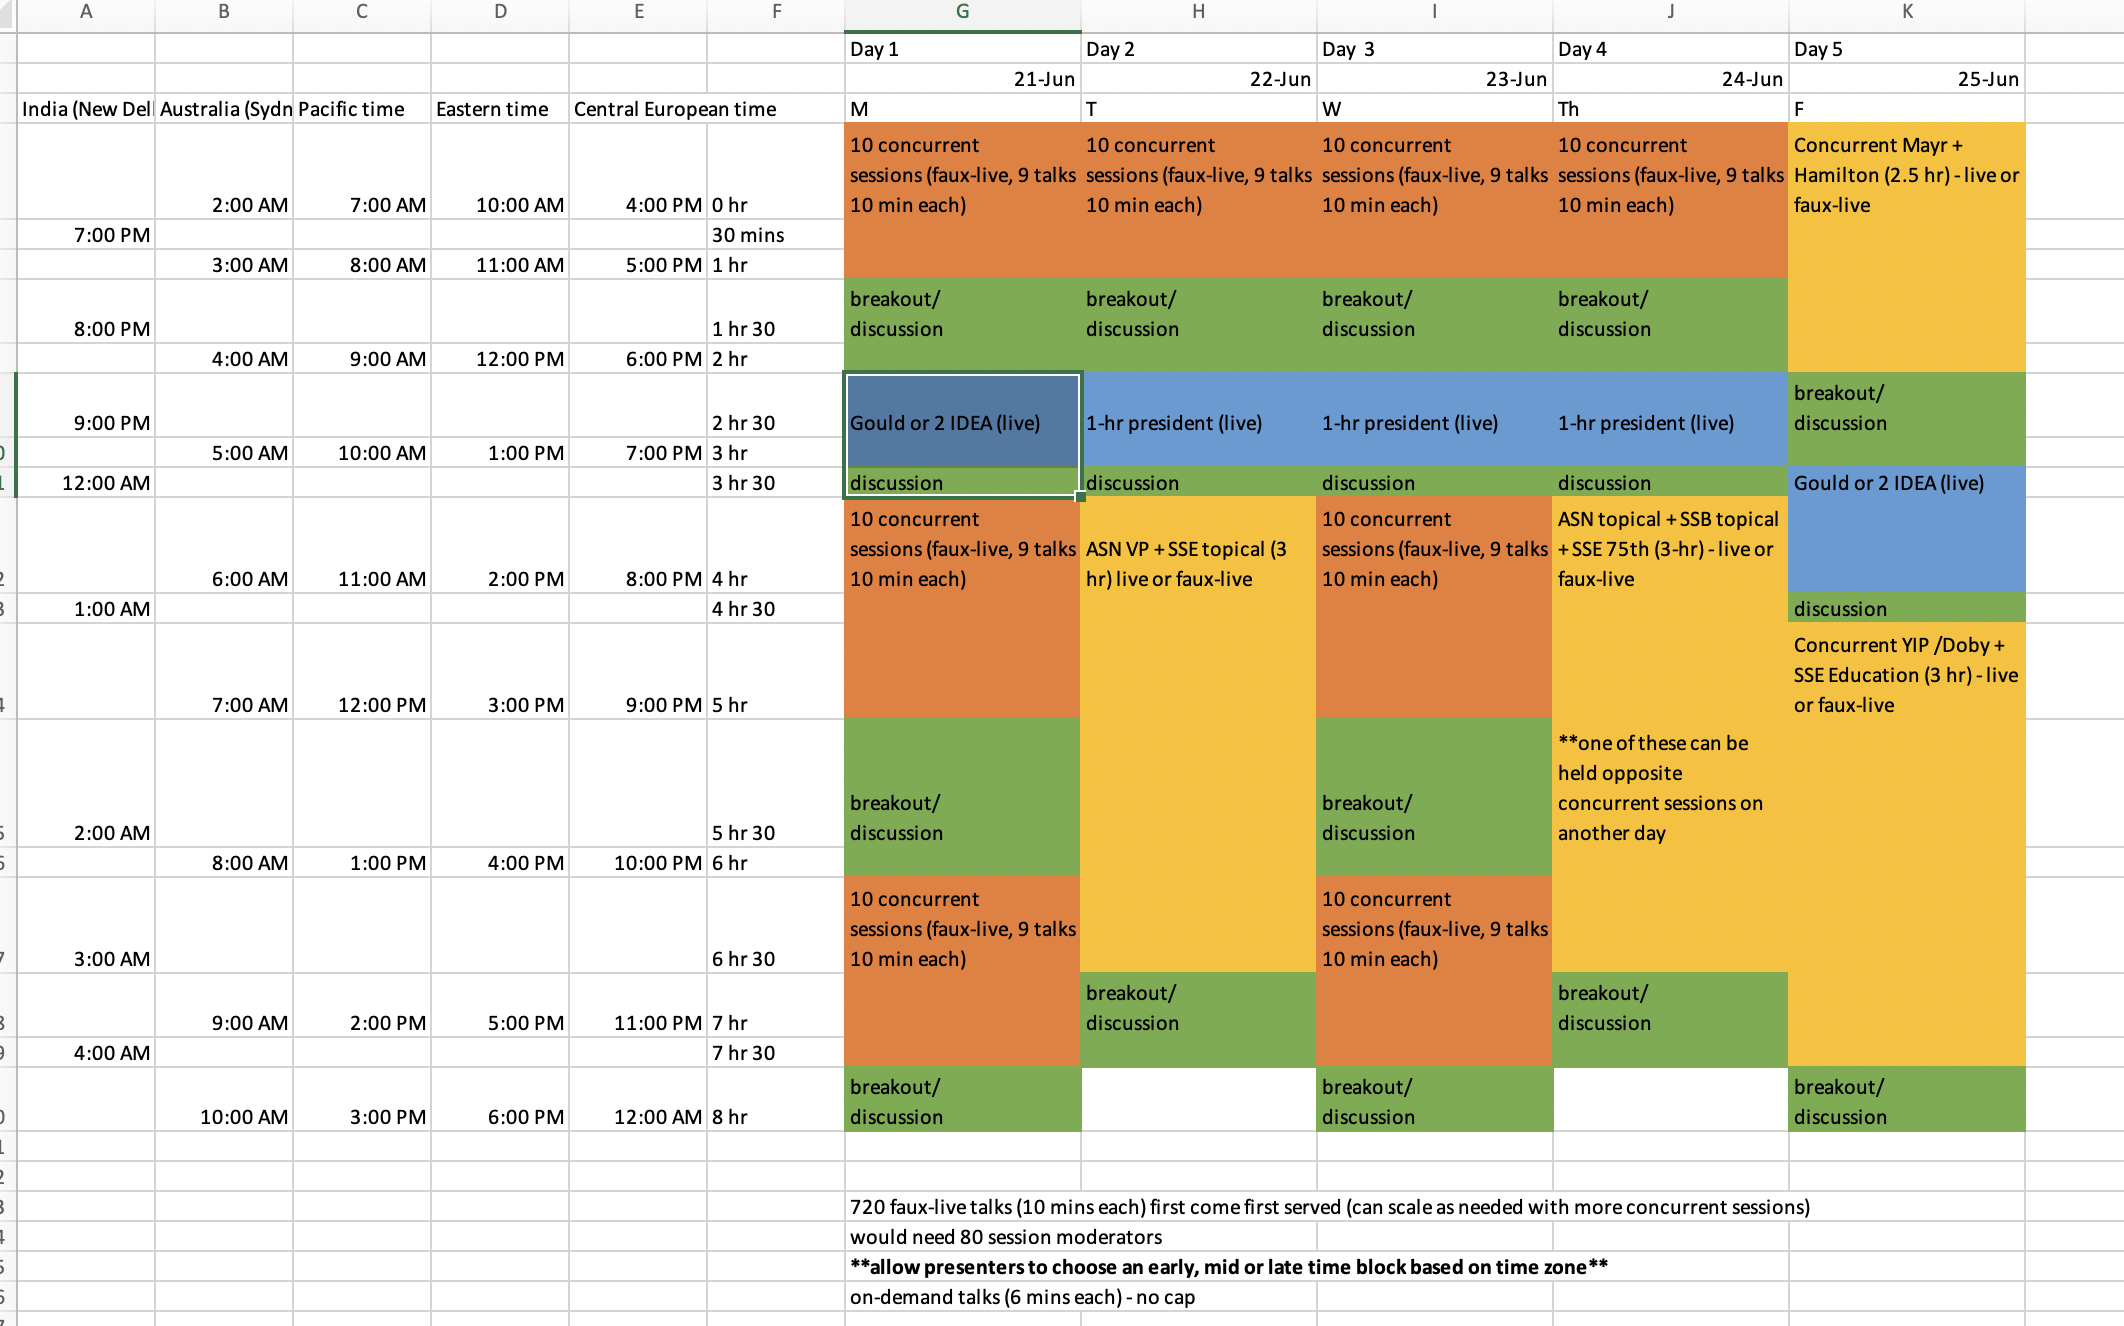 A B C D E F G H I J K
Day 1 Day 2 Day 3 Day 4 Day 5
21-Jun 22-Jun 23-Jun 24-Jun 25-Jun
India (New Del Australia (Sydn Pacific time Eastern time Central European time M T W Th F
10 concurrent 10 concurrent 10 concurrent 10 concurrent Concurrent Mayr +
sessions (faux-live, 9 talks sessions (faux-live, 9 talks sessions (faux-live, 9 talks sessions (faux-live, 9 talks Hamilton (2.5 hr) - live or
2:00 AM 7:00 AM 10:00 AM 4:00 PM 0 hr 10 min each) 10 min each) 10 min each) 10 min each) faux-live
7:00 PM 30 mins
3:00 AM 8:00 AM 11:00 AM 5:00 PM 1 hr
breakout/ breakout/ breakout/ breakout/
8:00 PM 1 hr 30 discussion discussion discussion discussion
4:00 AM 9:00 AM 12:00 PM 6:00 PM 2 hr
breakout/
9:00 PM 2 hr 30 Gould or 2 IDEA (live) 1-hr president (live) 1-hr president (live) 1-hr president (live) discussion
5:00 AM 10:00 AM 1:00 PM 7:00 PM 3 hr
12:00 AM 3 hr 30 discussion discussion discussion discussion Gould or 2 IDEA (live)
10 concurrent 10 concurrent ASN topical + SSB topical
sessions (faux-live, 9 talks ASN VP + SSE topical (3 sessions (faux-live, 9 talks + SSE 75th (3-hr) - live or
6:00 AM 11:00 AM 2:00 PM 8:00 PM 4 hr 10 min each) hr) live or faux-live 10 min each) faux-live
1:00 AM 4 hr 30 discussion
Concurrent YIP /Doby +
SSE Education (3 hr) - live
7:00 AM 12:00 PM 3:00 PM 9:00 PM 5 hr or faux-live
**one of these can be
held opposite
breakout/ breakout/ concurrent sessions on
2:00 AM 5 hr 30 discussion discussion another day
8:00 AM 1:00 PM 4:00 PM 10:00 PM 6 hr
10 concurrent 10 concurrent
sessions (faux-live, 9 talks sessions (faux-live, 9 talks
3:00 AM 6 hr 30 10 min each) 10 min each)
breakout/ breakout/
9:00 AM 2:00 PM 5:00 PM 11:00 PM 7 hr discussion discussion
4:00 AM 7 hr 30
breakout/ breakout/ breakout/
10:00 AM 3:00 PM 6:00 PM 12:00 AM 8 hr discussion discussion discussion
720 faux-live talks (10 mins each) first come first served (can scale as needed with more concurrent sessions)
would need 80 session moderators
**allow presenters to choose an early, mid or late time block based on time zone**
on-demand talks (6 mins each) - no cap